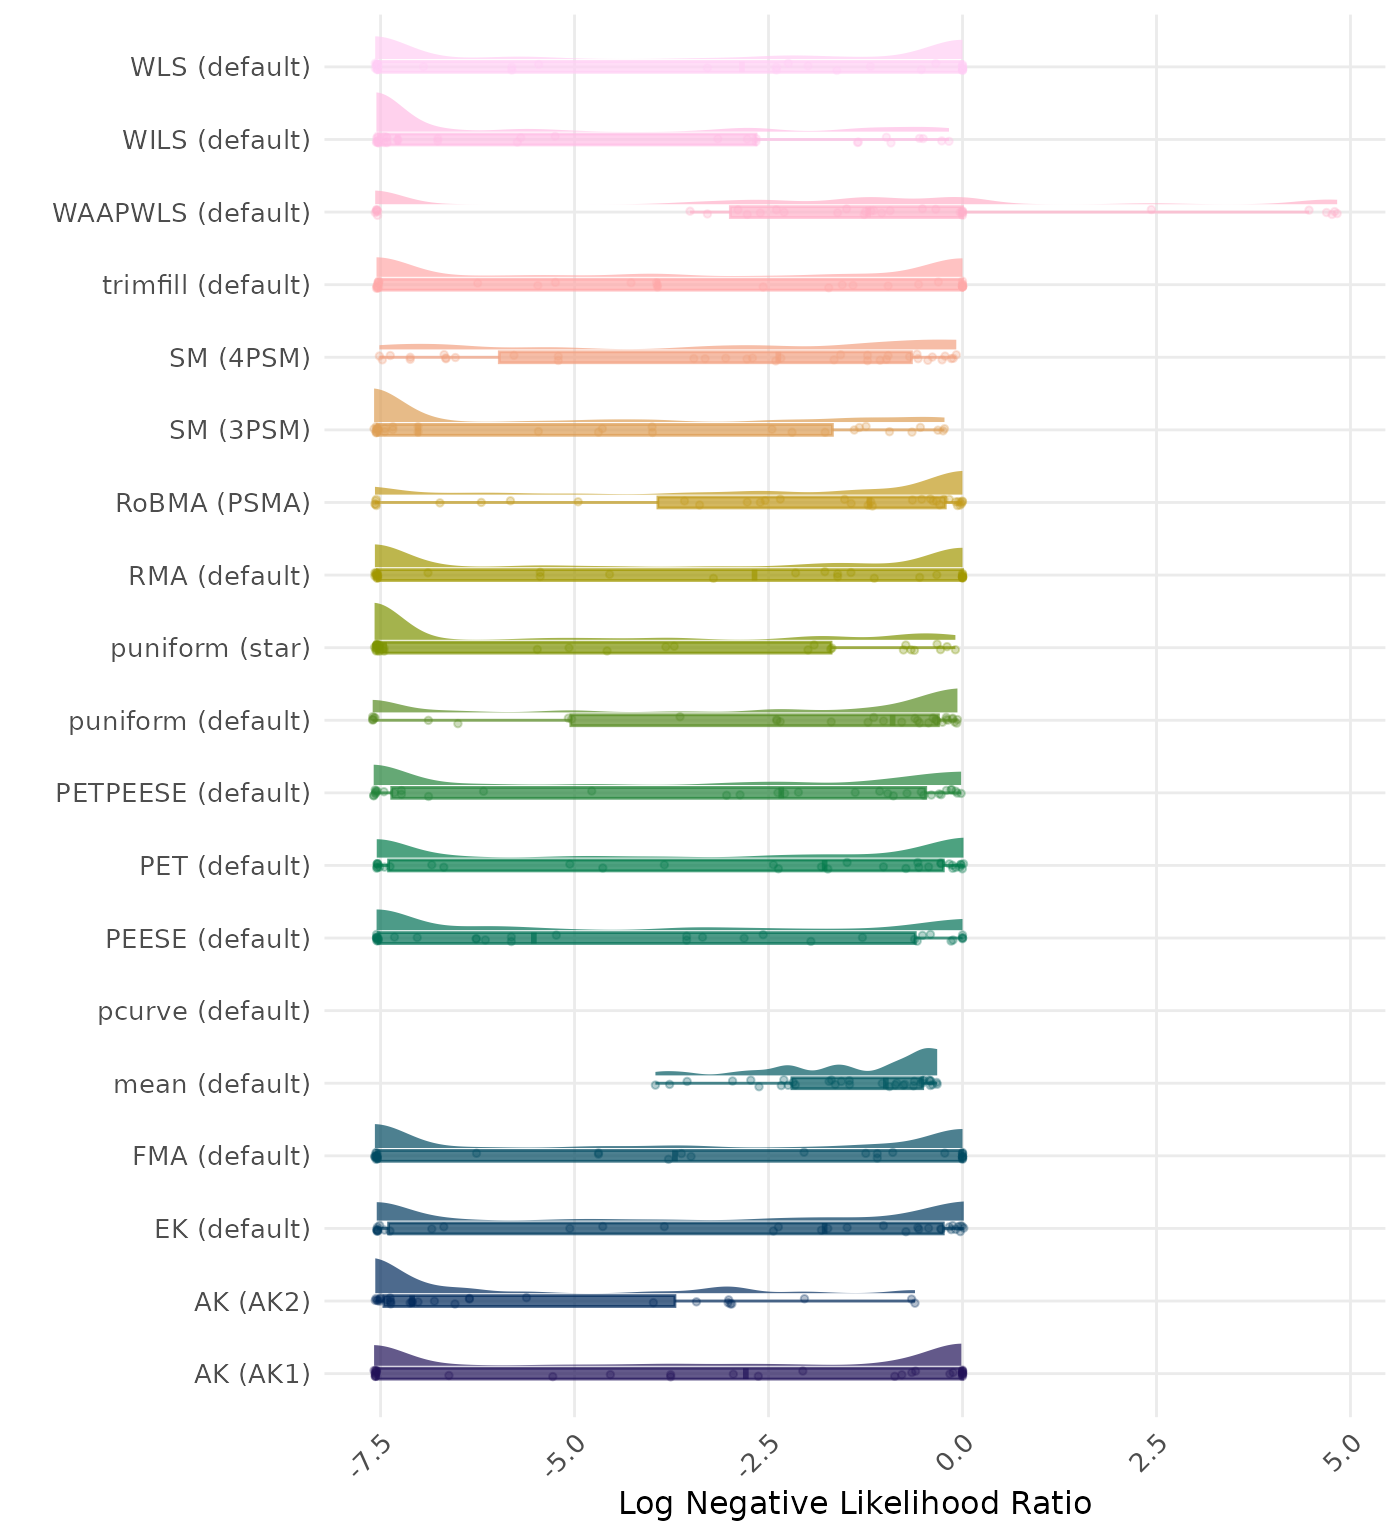 WLS (default)
WILS (default)
WAAPWLS (default)
trimfill (default)
SM (4PSM)
SM (3PSM)
RoBMA (PSMA)
RMA (default)
puniform (star)
puniform (default)
PETPEESE (default)
PET (default)
PEESE (default)
pcurve (default)
mean (default)
FMA (default)
EK (default)
AK (AK2)
AK (AK1)
-7.5 -5.0 -2.5 0.0 2.5 5.0
Log Negative Likelihood Ratio